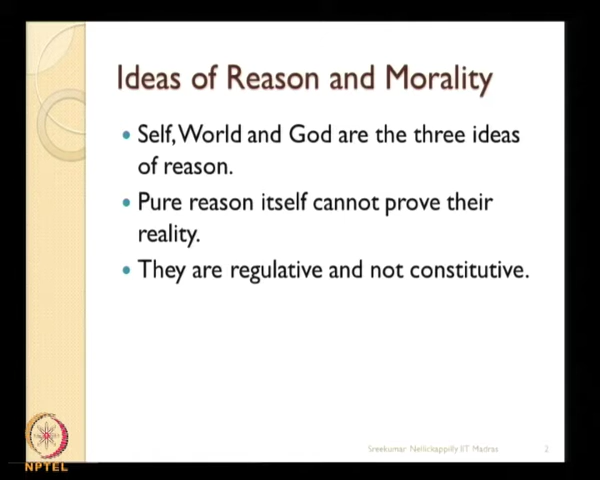 Ideas of Reason and Morality
• Self, World and God are the three ideas
of reason.
• Pure reason itself cannot prove their
reality.
• They are regulative and not constitutive.
Sreekumar Nellickappilly IIT Madras 2
NPTEL